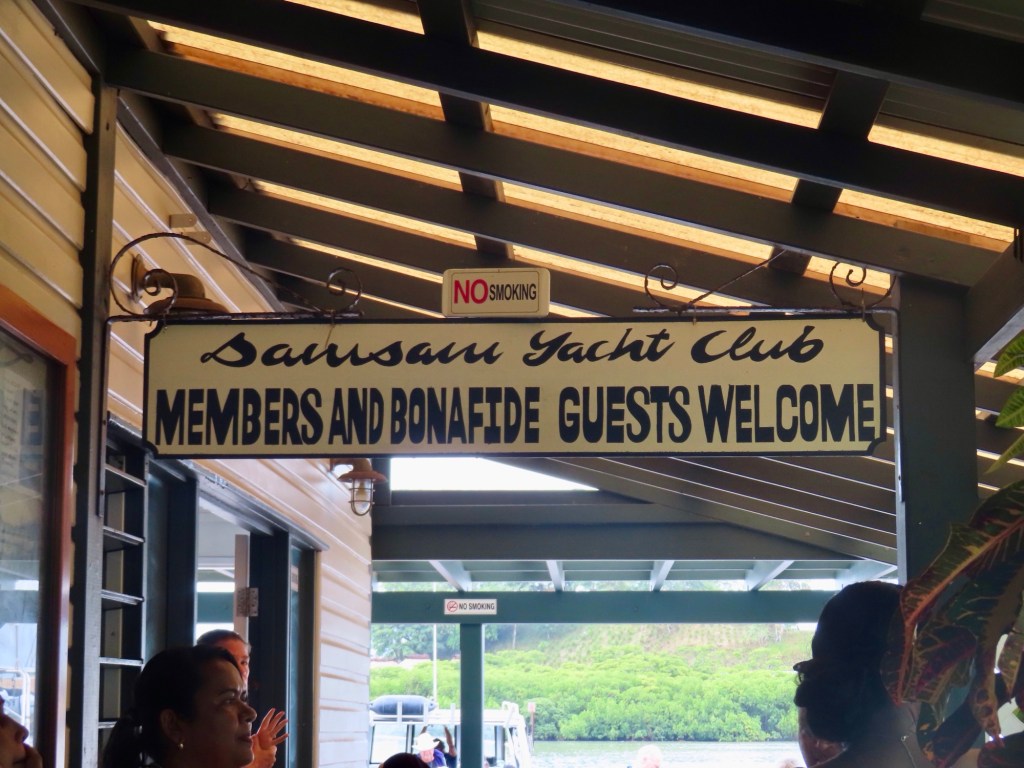 NO SMOKING
Savusavu Yacht Club
MEMBERS AND BONAFIDE GUESTS WELCOME
NO SMOKING